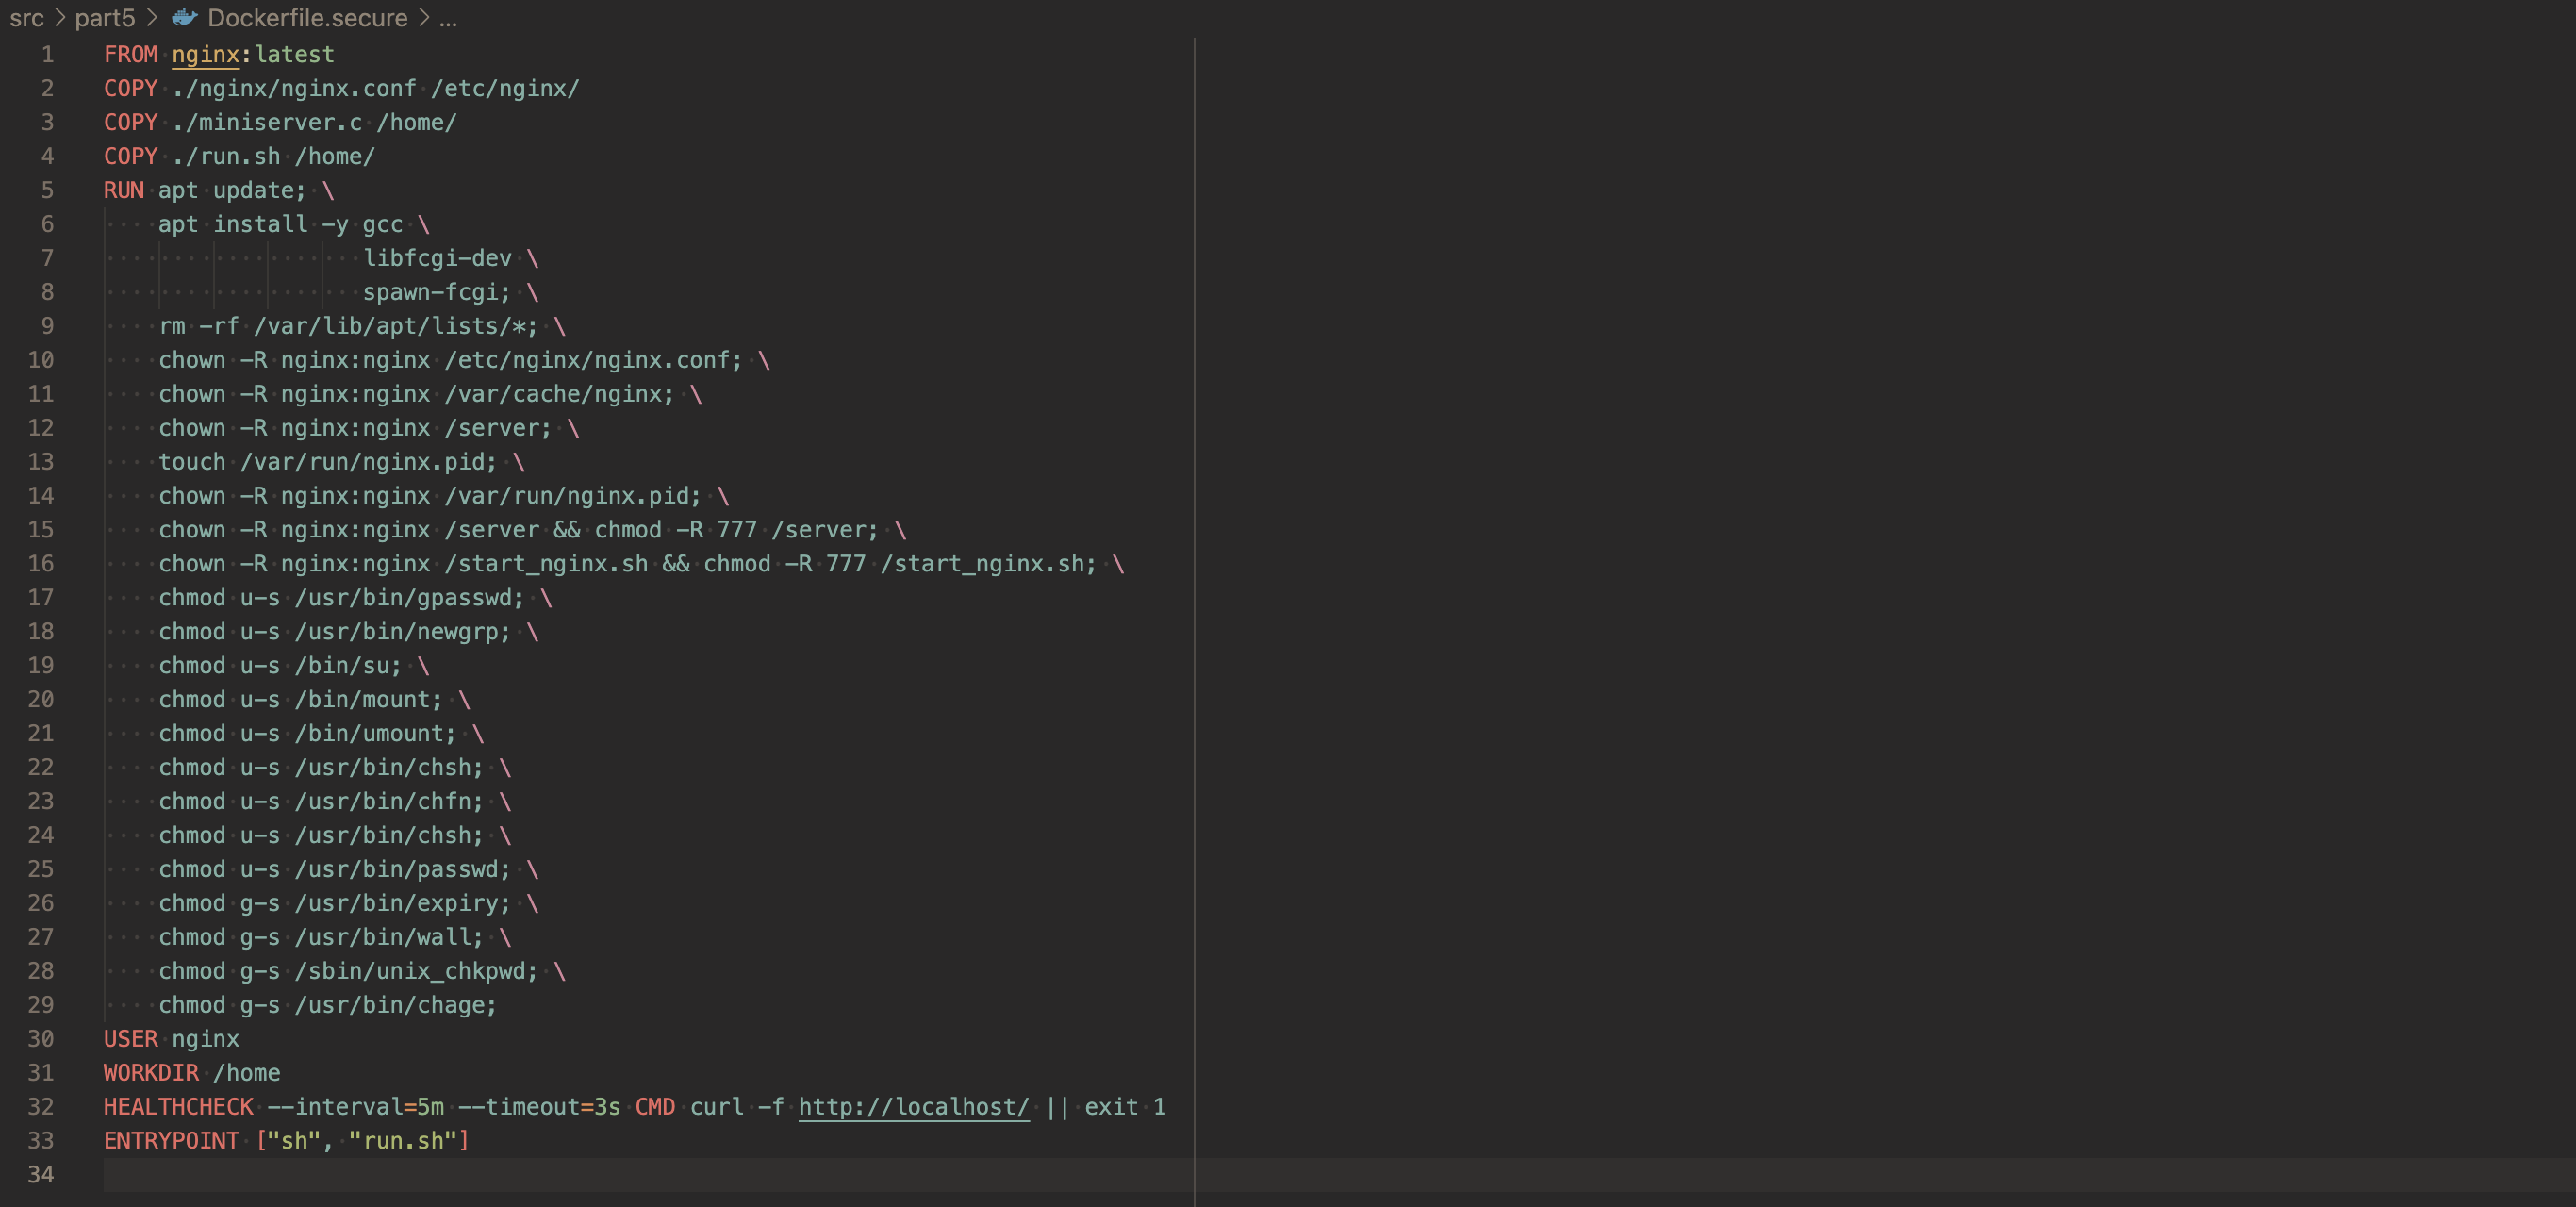 src > part5 > Dockerfile.secure > ...
1 FROM nginx:latest
2 COPY ./nginx/nginx.conf /etc/nginx/
3 COPY ./miniserver.c /home/
4 COPY ./run.sh /home/
5 RUN apt update; \
6     apt install -y gcc \
7                    libfcgi-dev \
8                    spawn-fcgi; \
9     rm -rf /var/lib/apt/lists/*; \
10     chown -R nginx:nginx /etc/nginx/nginx.conf; \
11     chown -R nginx:nginx /var/cache/nginx; \
12     chown -R nginx:nginx /server; \
13     touch /var/run/nginx.pid; \
14     chown -R nginx:nginx /var/run/nginx.pid; \
15     chown -R nginx:nginx /server && chmod -R 777 /server; \
16     chown -R nginx:nginx /start_nginx.sh && chmod -R 777 /start_nginx.sh; \
17     chmod u-s /usr/bin/gpasswd; \
18     chmod u-s /usr/bin/newgrp; \
19     chmod u-s /bin/su; \
20     chmod u-s /bin/mount; \
21     chmod u-s /bin/umount; \
22     chmod u-s /usr/bin/chsh; \
23     chmod u-s /usr/bin/chfn; \
24     chmod u-s /usr/bin/chsh; \
25     chmod u-s /usr/bin/passwd; \
26     chmod g-s /usr/bin/expiry; \
27     chmod g-s /usr/bin/wall; \
28     chmod g-s /sbin/unix_chkpwd; \
29     chmod g-s /usr/bin/chage;
30 USER nginx
31 WORKDIR /home
32 HEALTHCHECK --interval=5m --timeout=3s CMD curl -f http://localhost/ || exit 1
33 ENTRYPOINT ["sh", "run.sh"]
34